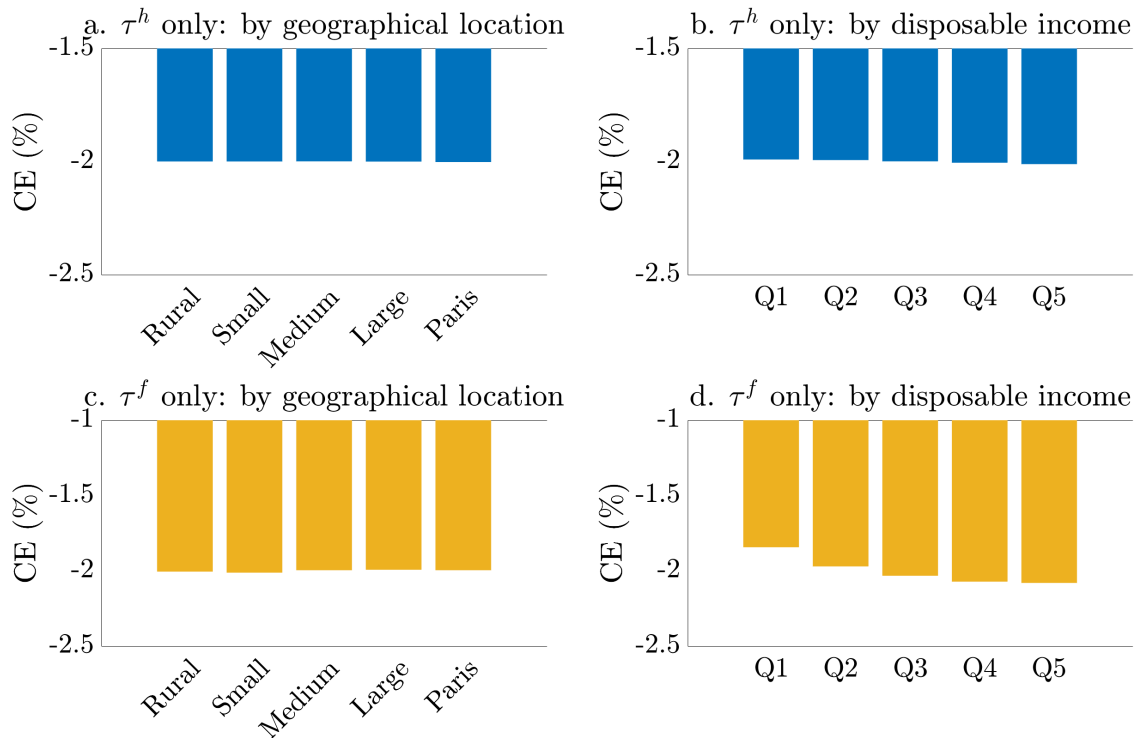 a. τ^h only: by geographical location
-1.5
-2
-2.5
CE (%)
Rural
Small
Medium
Large
Paris
b. τ^h only: by disposable income
-1.5
-2
-2.5
CE (%)
Q1
Q2
Q3
Q4
Q5
c. τ^f only: by geographical location
-1
-1.5
-2
-2.5
CE (%)
Rural
Small
Medium
Large
Paris
d. τ^f only: by disposable income
-1
-1.5
-2
-2.5
CE (%)
Q1
Q2
Q3
Q4
Q5